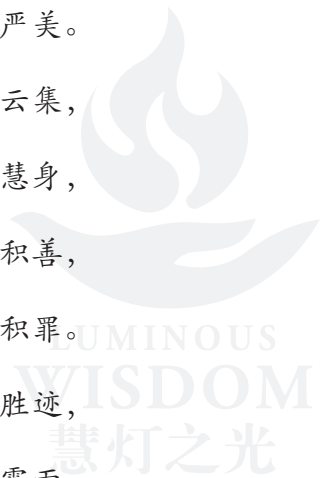 严美。
云集，
慧身，
积善，
积罪。
LUMINOUS
WISDOM
胜迹，
慧灯之光